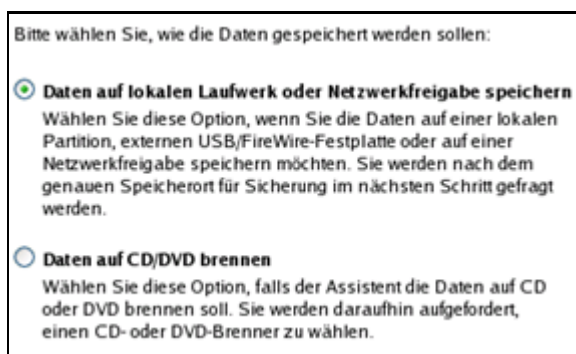 Bitte wählen Sie, wie die Daten gespeichert werden sollen:
Daten auf lokalen Laufwerk oder Netzwerkfreigabe speichern
Wählen Sie diese Option, wenn Sie die Daten auf einer lokalen
Partition, externen USB/FireWire-Festplatte oder auf einer
Netzwerkfreigabe speichern möchten. Sie werden nach dem
genauen Speicherort für Sicherung im nächsten Schritt gefragt
werden.
Daten auf CD/DVD brennen
Wählen Sie diese Option, falls der Assistent die Daten auf CD
oder DVD brennen soll. Sie werden daraufhin aufgefordert,
einen CD- oder DVD-Brenner zu wählen.